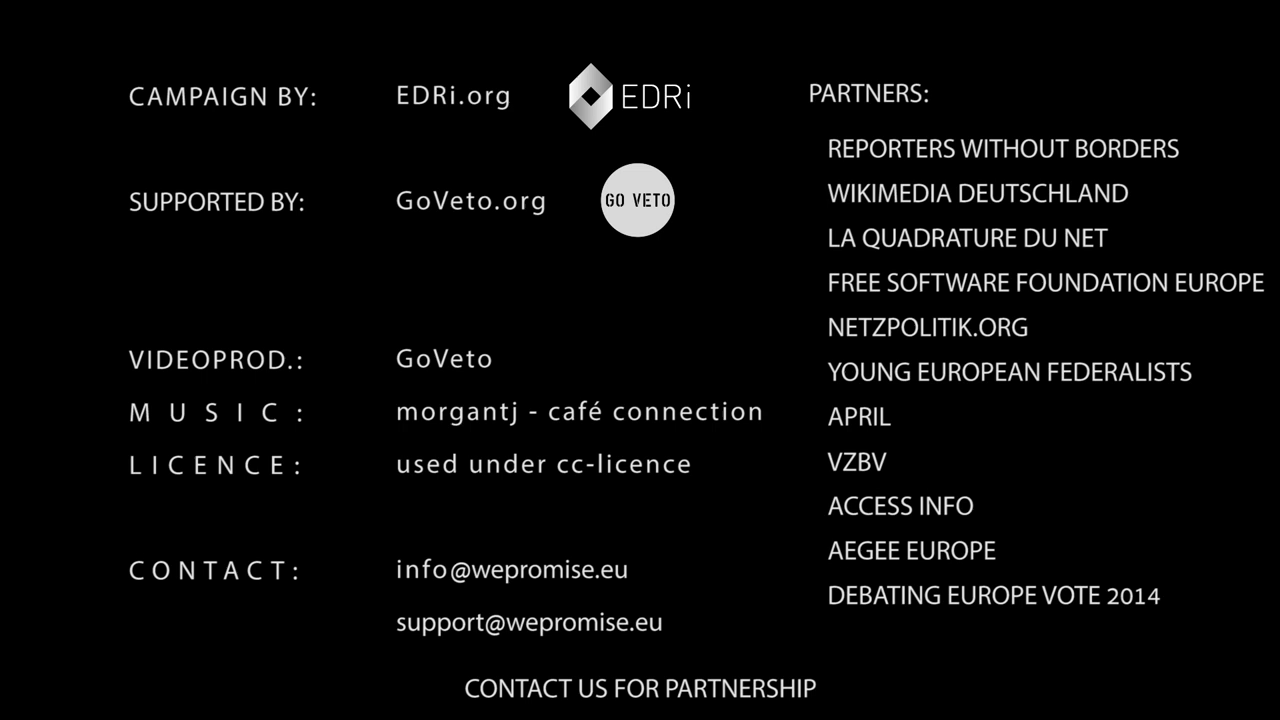 CAMPAIGN BY: EDRi.org EDRi
SUPPORTED BY: GoVeto.org GO VETO
VIDEOPROD.: GoVeto
MUSIC: morgantj - café connection
LICENCE: used under cc-licence
CONTACT: info@wepromise.eu
support@wepromise.eu
PARTNERS:
REPORTERS WITHOUT BORDERS
WIKIMEDIA DEUTSCHLAND
LA QUADRATURE DU NET
FREE SOFTWARE FOUNDATION EUROPE
NETZPOLITIK.ORG
YOUNG EUROPEAN FEDERALISTS
APRIL
VZBV
ACCESS INFO
AEGEE EUROPE
DEBATING EUROPE VOTE 2014
CONTACT US FOR PARTNERSHIP